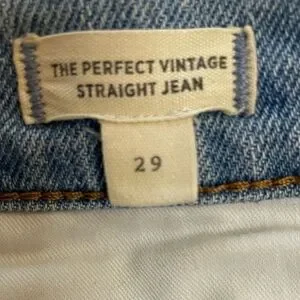 THE PERFECT VINTAGE
STRAIGHT JEAN
29